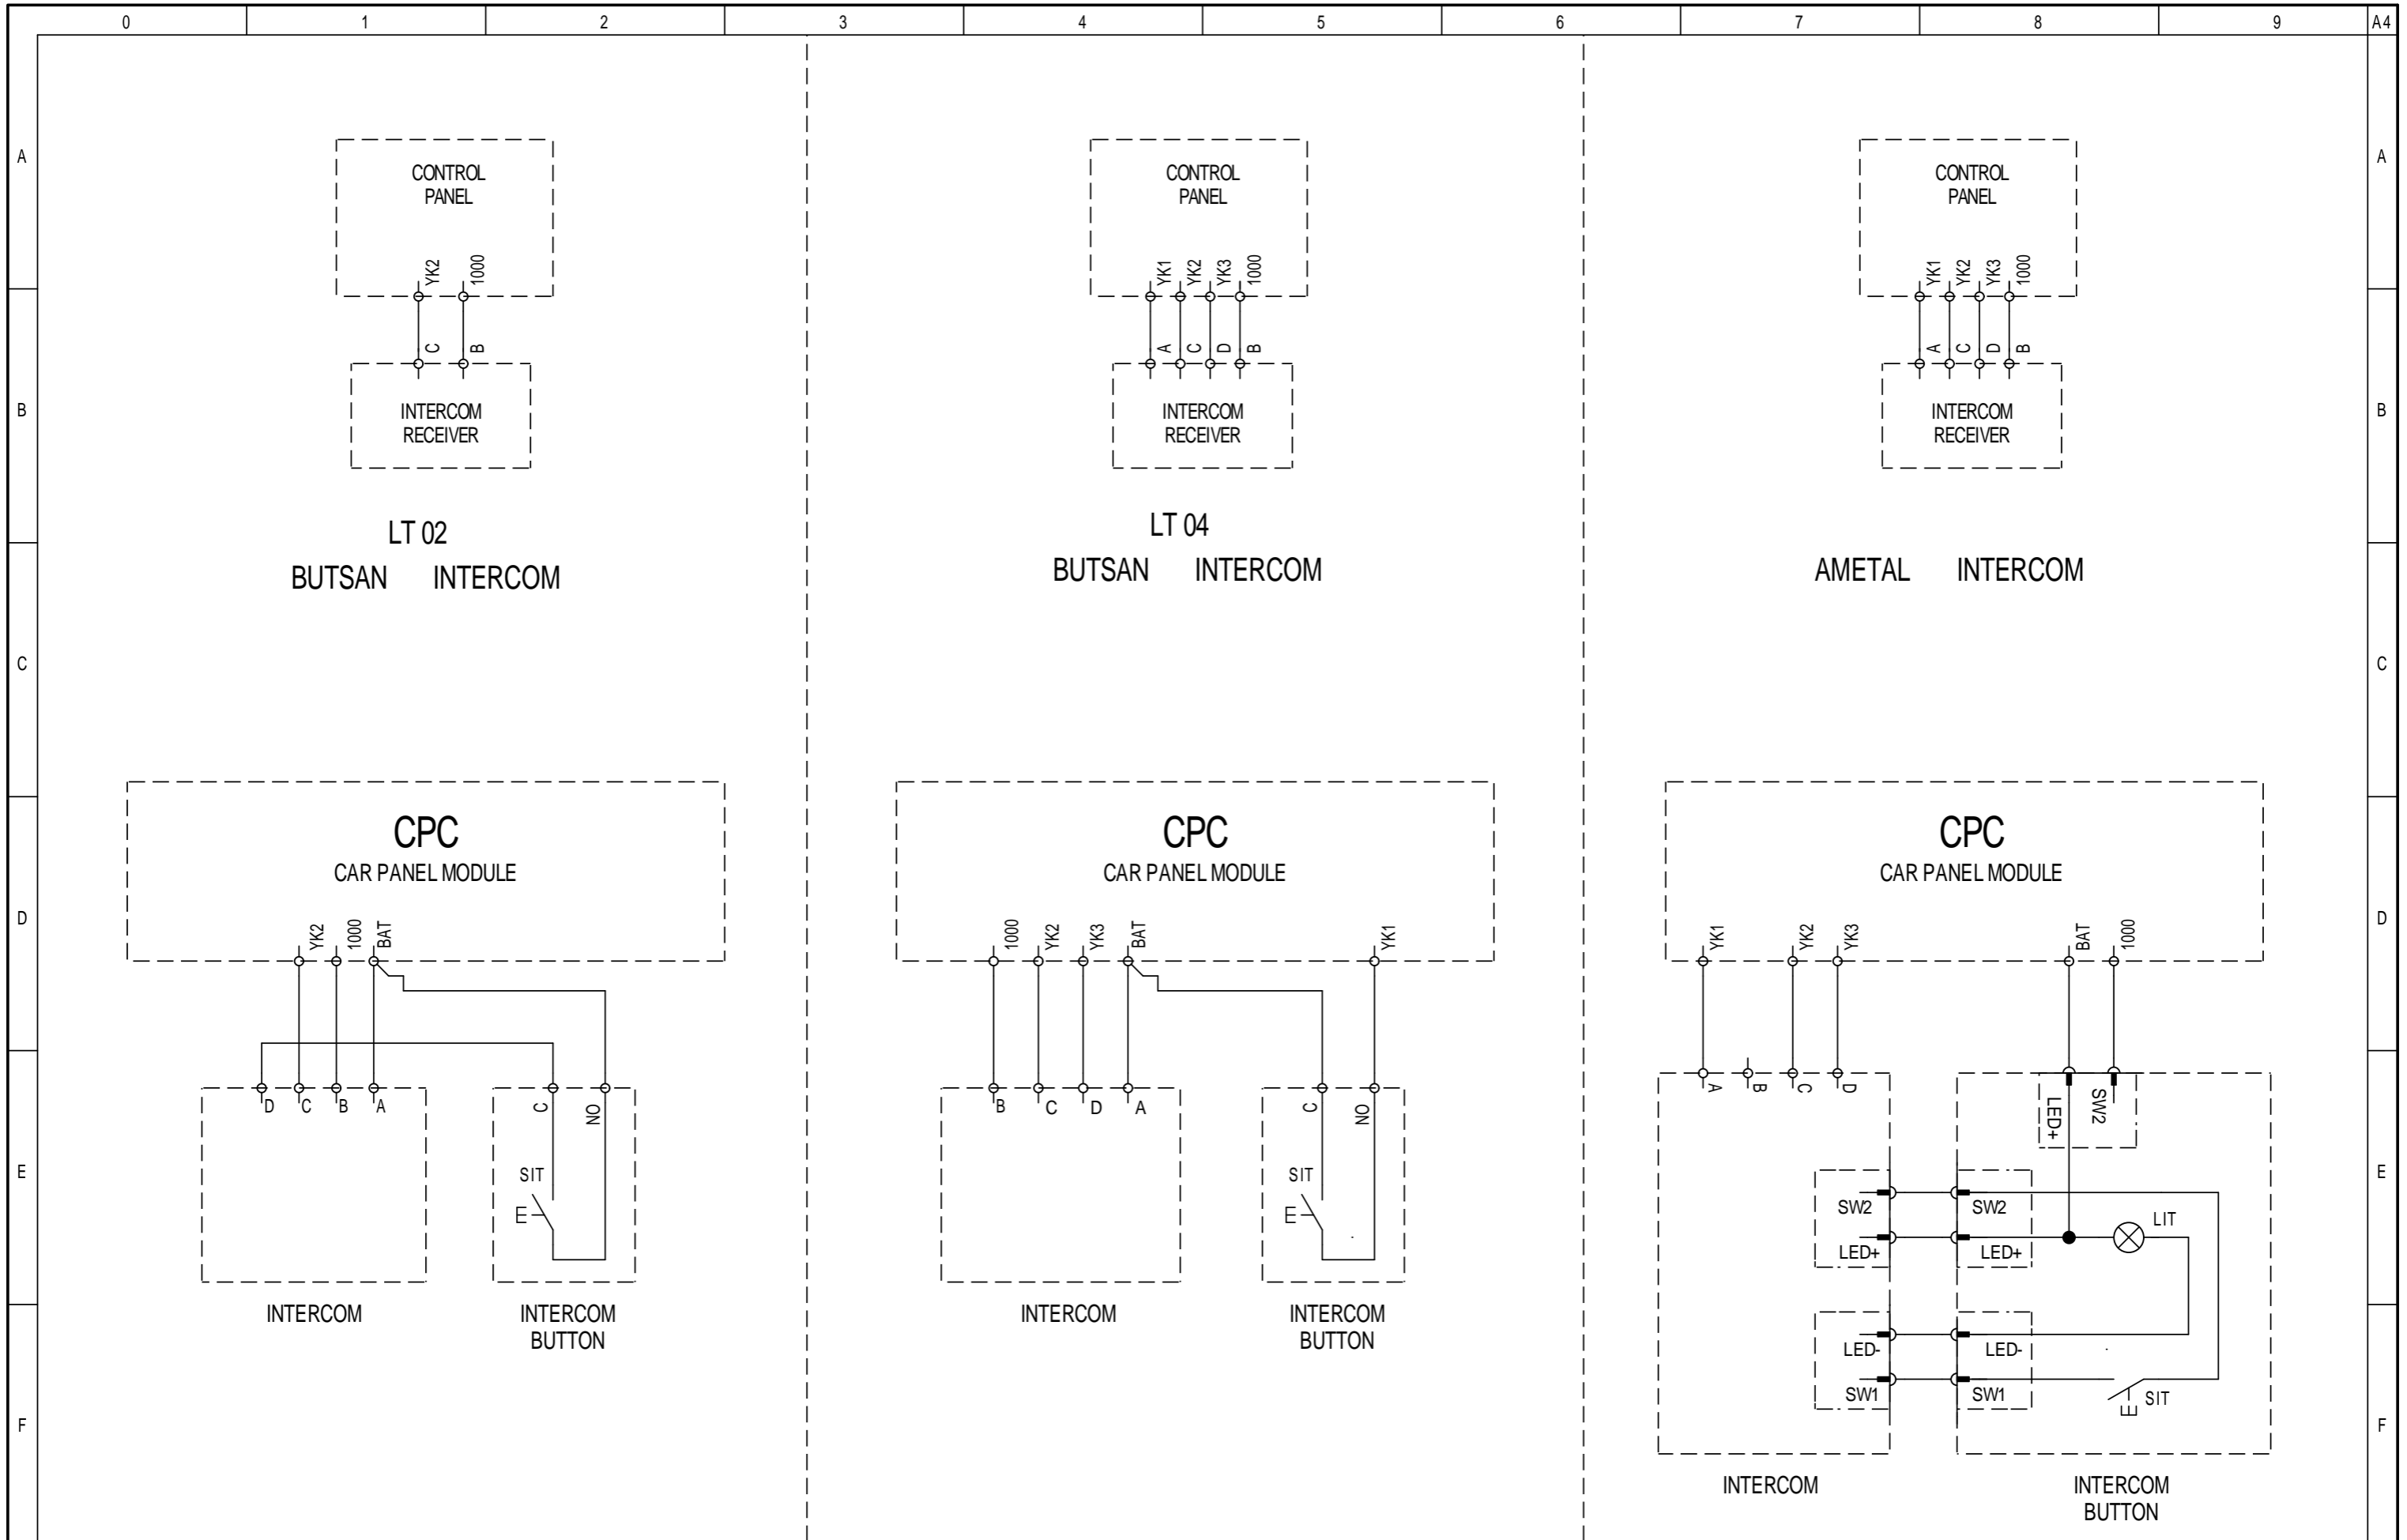 0 1 2 3 4 5 6 7 8 9 A4
A
B
C
D
E
F
CONTROL
PANEL
YK2
1000
C
B
INTERCOM
RECEIVER
LT 02
BUTSAN INTERCOM
CPC
CAR PANEL MODULE
YK2
1000
BAT
D
C
B
A
C
NO
SIT
INTERCOM
INTERCOM
BUTTON
CONTROL
PANEL
YK1
YK2
YK3
1000
A
C
D
B
INTERCOM
RECEIVER
LT 04
BUTSAN INTERCOM
CPC
CAR PANEL MODULE
1000
YK2
YK3
BAT
YK1
B
C
D
A
C
NO
SIT
INTERCOM
INTERCOM
BUTTON
CONTROL
PANEL
YK1
YK2
YK3
1000
A
C
D
B
INTERCOM
RECEIVER
AMETAL INTERCOM
CPC
CAR PANEL MODULE
YK1
YK2
YK3
BAT
1000
A
B
C
D
LED+
SW2
SW2
SW2
LIT
LED+
LED+
LED-
LED-
SW1
SW1
SIT
INTERCOM
INTERCOM
BUTTON
A
B
C
D
E
F